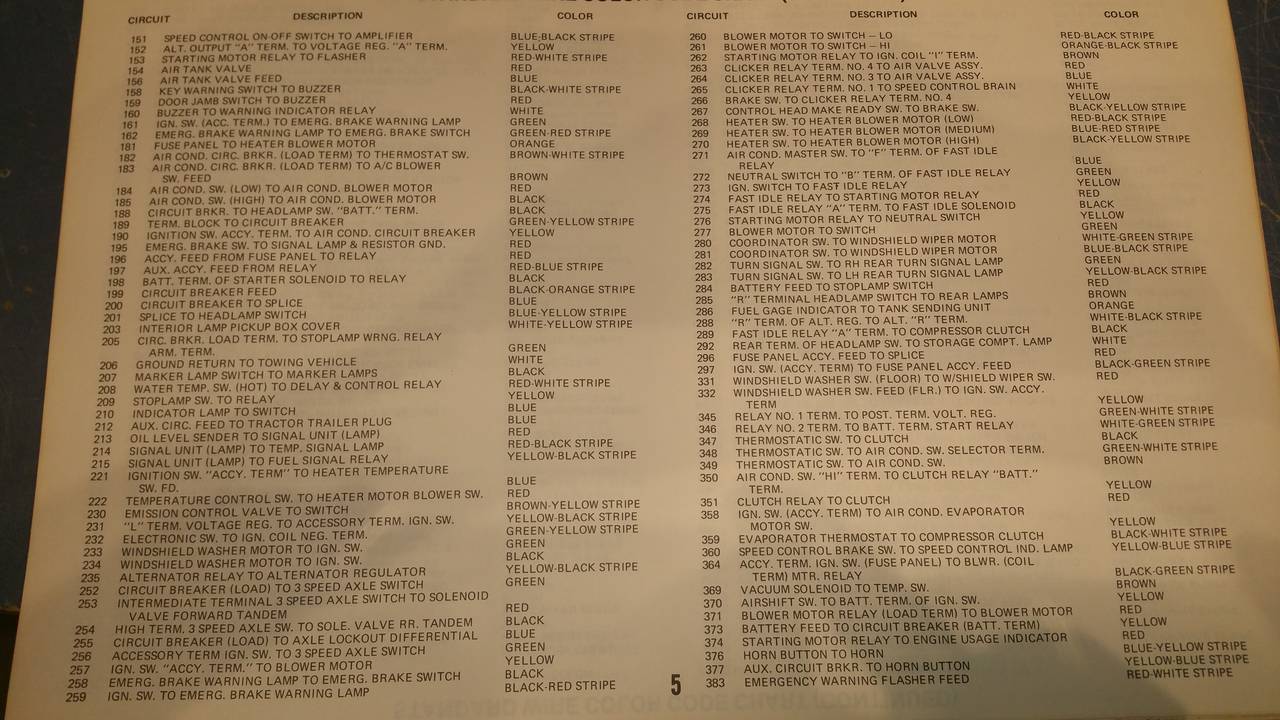 CIRCUIT DESCRIPTION COLOR
151 SPEED CONTROL ON-OFF SWITCH TO AMPLIFIER BLUE-BLACK STRIPE
152 ALT. OUTPUT "A" TERM. TO VOLTAGE REG. "A" TERM. YELLOW
153 STARTING MOTOR RELAY TO FLASHER RED-WHITE STRIPE
154 AIR TANK VALVE RED
156 AIR TANK VALVE FEED BLUE
158 KEY WARNING SWITCH TO BUZZER BLACK-WHITE STRIPE
159 DOOR JAMB SWITCH TO BUZZER RED
160 BUZZER TO WARNING INDICATOR RELAY WHITE
161 IGN. SW. (ACC. TERM.) TO EMERG. BRAKE WARNING LAMP GREEN
162 EMERG. BRAKE WARNING LAMP TO EMERG. BRAKE SWITCH GREEN-RED STRIPE
181 FUSE PANEL TO HEATER BLOWER MOTOR ORANGE
182 AIR COND. CIRC. BRKR. (LOAD TERM) TO THERMOSTAT SW. BROWN-WHITE STRIPE
183 AIR COND. CIRC. BRKR. (LOAD TERM) TO A/C BLOWER
SW. FEED BROWN
184 AIR COND. SW. (LOW) TO AIR COND. BLOWER MOTOR RED
185 AIR COND. SW. (HIGH) TO AIR COND. BLOWER MOTOR BLACK
188 CIRCUIT BRKR. TO HEADLAMP SW. "BATT." TERM. BLACK
189 TERM. BLOCK TO CIRCUIT BREAKER GREEN-YELLOW STRIPE
190 IGNITION SW. ACCY. TERM. TO AIR COND. CIRCUIT BREAKER YELLOW
195 EMERG. BRAKE SW. TO SIGNAL LAMP & RESISTOR GND. RED
196 ACCY. FEED FROM FUSE PANEL TO RELAY RED
197 AUX. ACCY. FEED FROM RELAY RED-BLUE STRIPE
198 BATT. TERM. OF STARTER SOLENOID TO RELAY BLACK
199 CIRCUIT BREAKER FEED BLACK-ORANGE STRIPE
200 CIRCUIT BREAKER TO SPLICE BLUE
201 SPLICE TO HEADLAMP SWITCH BLUE-YELLOW STRIPE
203 INTERIOR LAMP PICKUP BOX COVER WHITE-YELLOW STRIPE
205 CIRC. BRKR. LOAD TERM. TO STOPLAMP WRNG. RELAY
ARM. TERM. GREEN
206 GROUND RETURN TO TOWING VEHICLE WHITE
207 MARKER LAMP SWITCH TO MARKER LAMPS BLACK
208 WATER TEMP. SW. (HOT) TO DELAY & CONTROL RELAY RED-WHITE STRIPE
209 STOPLAMP SW. TO RELAY YELLOW
210 INDICATOR LAMP TO SWITCH BLUE
212 AUX. CIRC. FEED TO TRACTOR TRAILER PLUG BLUE
213 OIL LEVEL SENDER TO SIGNAL UNIT (LAMP) RED
214 SIGNAL UNIT (LAMP) TO TEMP. SIGNAL LAMP RED-BLACK STRIPE
215 SIGNAL UNIT (LAMP) TO FUEL SIGNAL RELAY YELLOW-BLACK STRIPE
221 IGNITION SW. "ACCY. TERM" TO HEATER TEMPERATURE
SW. FD. BLUE
222 TEMPERATURE CONTROL SW. TO HEATER MOTOR BLOWER SW. RED
230 EMISSION CONTROL VALVE TO SWITCH BROWN-YELLOW STRIPE
231 "L" TERM. VOLTAGE REG. TO ACCESSORY TERM. IGN. SW. YELLOW-BLACK STRIPE
232 ELECTRONIC SW. TO IGN. COIL NEG. TERM. GREEN-YELLOW STRIPE
233 WINDSHIELD WASHER MOTOR TO IGN. SW. GREEN
234 WINDSHIELD WASHER MOTOR TO IGN. SW. BLACK
235 ALTERNATOR RELAY TO ALTERNATOR REGULATOR YELLOW-BLACK STRIPE
252 CIRCUIT BREAKER (LOAD) TO 3 SPEED AXLE SWITCH GREEN
253 INTERMEDIATE TERMINAL 3 SPEED AXLE SWITCH TO SOLENOID
VALVE FORWARD TANDEM RED
254 HIGH TERM. 3 SPEED AXLE SW. TO SOLE. VALVE RR. TANDEM BLACK
255 CIRCUIT BREAKER (LOAD) TO AXLE LOCKOUT DIFFERENTIAL BLUE
256 ACCESSORY TERM IGN. SW. TO 3 SPEED AXLE SWITCH GREEN
257 IGN. SW. "ACCY. TERM." TO BLOWER MOTOR YELLOW
258 EMERG. BRAKE WARNING LAMP TO EMERG. BRAKE SWITCH BLACK
259 IGN. SW. TO EMERG. BRAKE WARNING LAMP BLACK-RED STRIPE
CIRCUIT DESCRIPTION COLOR
260 BLOWER MOTOR TO SWITCH – LO RED-BLACK STRIPE
261 BLOWER MOTOR TO SWITCH – HI ORANGE-BLACK STRIPE
262 STARTING MOTOR RELAY TO IGN. COIL "I" TERM. BROWN
263 CLICKER RELAY TERM. NO. 4 TO AIR VALVE ASSY. RED
264 CLICKER RELAY TERM. NO. 3 TO AIR VALVE ASSY. BLUE
265 CLICKER RELAY TERM. NO. 1 TO SPEED CONTROL BRAIN WHITE
266 BRAKE SW. TO CLICKER RELAY TERM. NO. 4 YELLOW
267 CONTROL HEAD MAKE READY SW. TO BRAKE SW. BLACK-YELLOW STRIPE
268 HEATER SW. TO HEATER BLOWER MOTOR (LOW) RED-BLACK STRIPE
269 HEATER SW. TO HEATER BLOWER MOTOR (MEDIUM) BLUE-RED STRIPE
270 HEATER SW. TO HEATER BLOWER MOTOR (HIGH) BLACK-YELLOW STRIPE
271 AIR COND. MASTER SW. TO "F" TERM. OF FAST IDLE
RELAY BLUE
272 NEUTRAL SWITCH TO "B" TERM. OF FAST IDLE RELAY GREEN
273 IGN. SWITCH TO FAST IDLE RELAY YELLOW
274 FAST IDLE RELAY TO STARTING MOTOR RELAY RED
275 FAST IDLE RELAY "A" TERM. TO FAST IDLE SOLENOID BLACK
276 STARTING MOTOR RELAY TO NEUTRAL SWITCH YELLOW
277 BLOWER MOTOR TO SWITCH GREEN
280 COORDINATOR SW. TO WINDSHIELD WIPER MOTOR WHITE-GREEN STRIPE
281 COORDINATOR SW. TO WINDSHIELD WIPER MOTOR BLUE-BLACK STRIPE
282 TURN SIGNAL SW. TO RH REAR TURN SIGNAL LAMP GREEN
283 TURN SIGNAL SW. TO LH REAR TURN SIGNAL LAMP YELLOW-BLACK STRIPE
284 BATTERY FEED TO STOPLAMP SWITCH RED
285 "R" TERMINAL HEADLAMP SWITCH TO REAR LAMPS BROWN
286 FUEL GAGE INDICATOR TO TANK SENDING UNIT ORANGE
288 "R" TERM. OF ALT. REG. TO ALT. "R" TERM. WHITE-BLACK STRIPE
289 FAST IDLE RELAY "A" TERM. TO COMPRESSOR CLUTCH BLACK
292 REAR TERM. OF HEADLAMP SW. TO STORAGE COMPT. LAMP WHITE
296 FUSE PANEL ACCY. FEED TO SPLICE RED
297 IGN. SW. (ACCY. TERM) TO FUSE PANEL ACCY. FEED BLACK-GREEN STRIPE
331 WINDSHIELD WASHER SW. (FLOOR) TO W/SHIELD WIPER SW. RED
332 WINDSHIELD WASHER SW. FEED (FLR.) TO IGN. SW. ACCY.
TERM YELLOW
345 RELAY NO. 1 TERM. TO POST. TERM. VOLT. REG. GREEN-WHITE STRIPE
346 RELAY NO. 2 TERM. TO BATT. TERM. START RELAY WHITE-GREEN STRIPE
347 THERMOSTATIC SW. TO CLUTCH BLACK
348 THERMOSTATIC SW. TO AIR COND. SW. SELECTOR TERM. GREEN-WHITE STRIPE
349 THERMOSTATIC SW. TO AIR COND. SW. BROWN
350 AIR COND. SW. "HI" TERM. TO CLUTCH RELAY "BATT."
TERM. YELLOW
351 CLUTCH RELAY TO CLUTCH RED
358 IGN. SW. (ACCY. TERM) TO AIR COND. EVAPORATOR
MOTOR SW. YELLOW
359 EVAPORATOR THERMOSTAT TO COMPRESSOR CLUTCH BLACK-WHITE STRIPE
360 SPEED CONTROL BRAKE SW. TO SPEED CONTROL IND. LAMP YELLOW-BLUE STRIPE
364 ACCY. TERM. IGN. SW. (FUSE PANEL) TO BLWR. (COIL
TERM) MTR. RELAY BLACK-GREEN STRIPE
369 VACUUM SOLENOID TO TEMP. SW. BROWN
370 AIRSHIFT SW. TO BATT. TERM. OF IGN. SW. YELLOW
371 BLOWER MOTOR RELAY (LOAD TERM) TO BLOWER MOTOR RED
373 BATTERY FEED TO CIRCUIT BREAKER (BATT. TERM) YELLOW
374 STARTING MOTOR RELAY TO ENGINE USAGE INDICATOR RED
376 HORN BUTTON TO HORN BLUE-YELLOW STRIPE
377 AUX. CIRCUIT BRKR. TO HORN BUTTON YELLOW-BLUE STRIPE
383 EMERGENCY WARNING FLASHER FEED RED-WHITE STRIPE
5